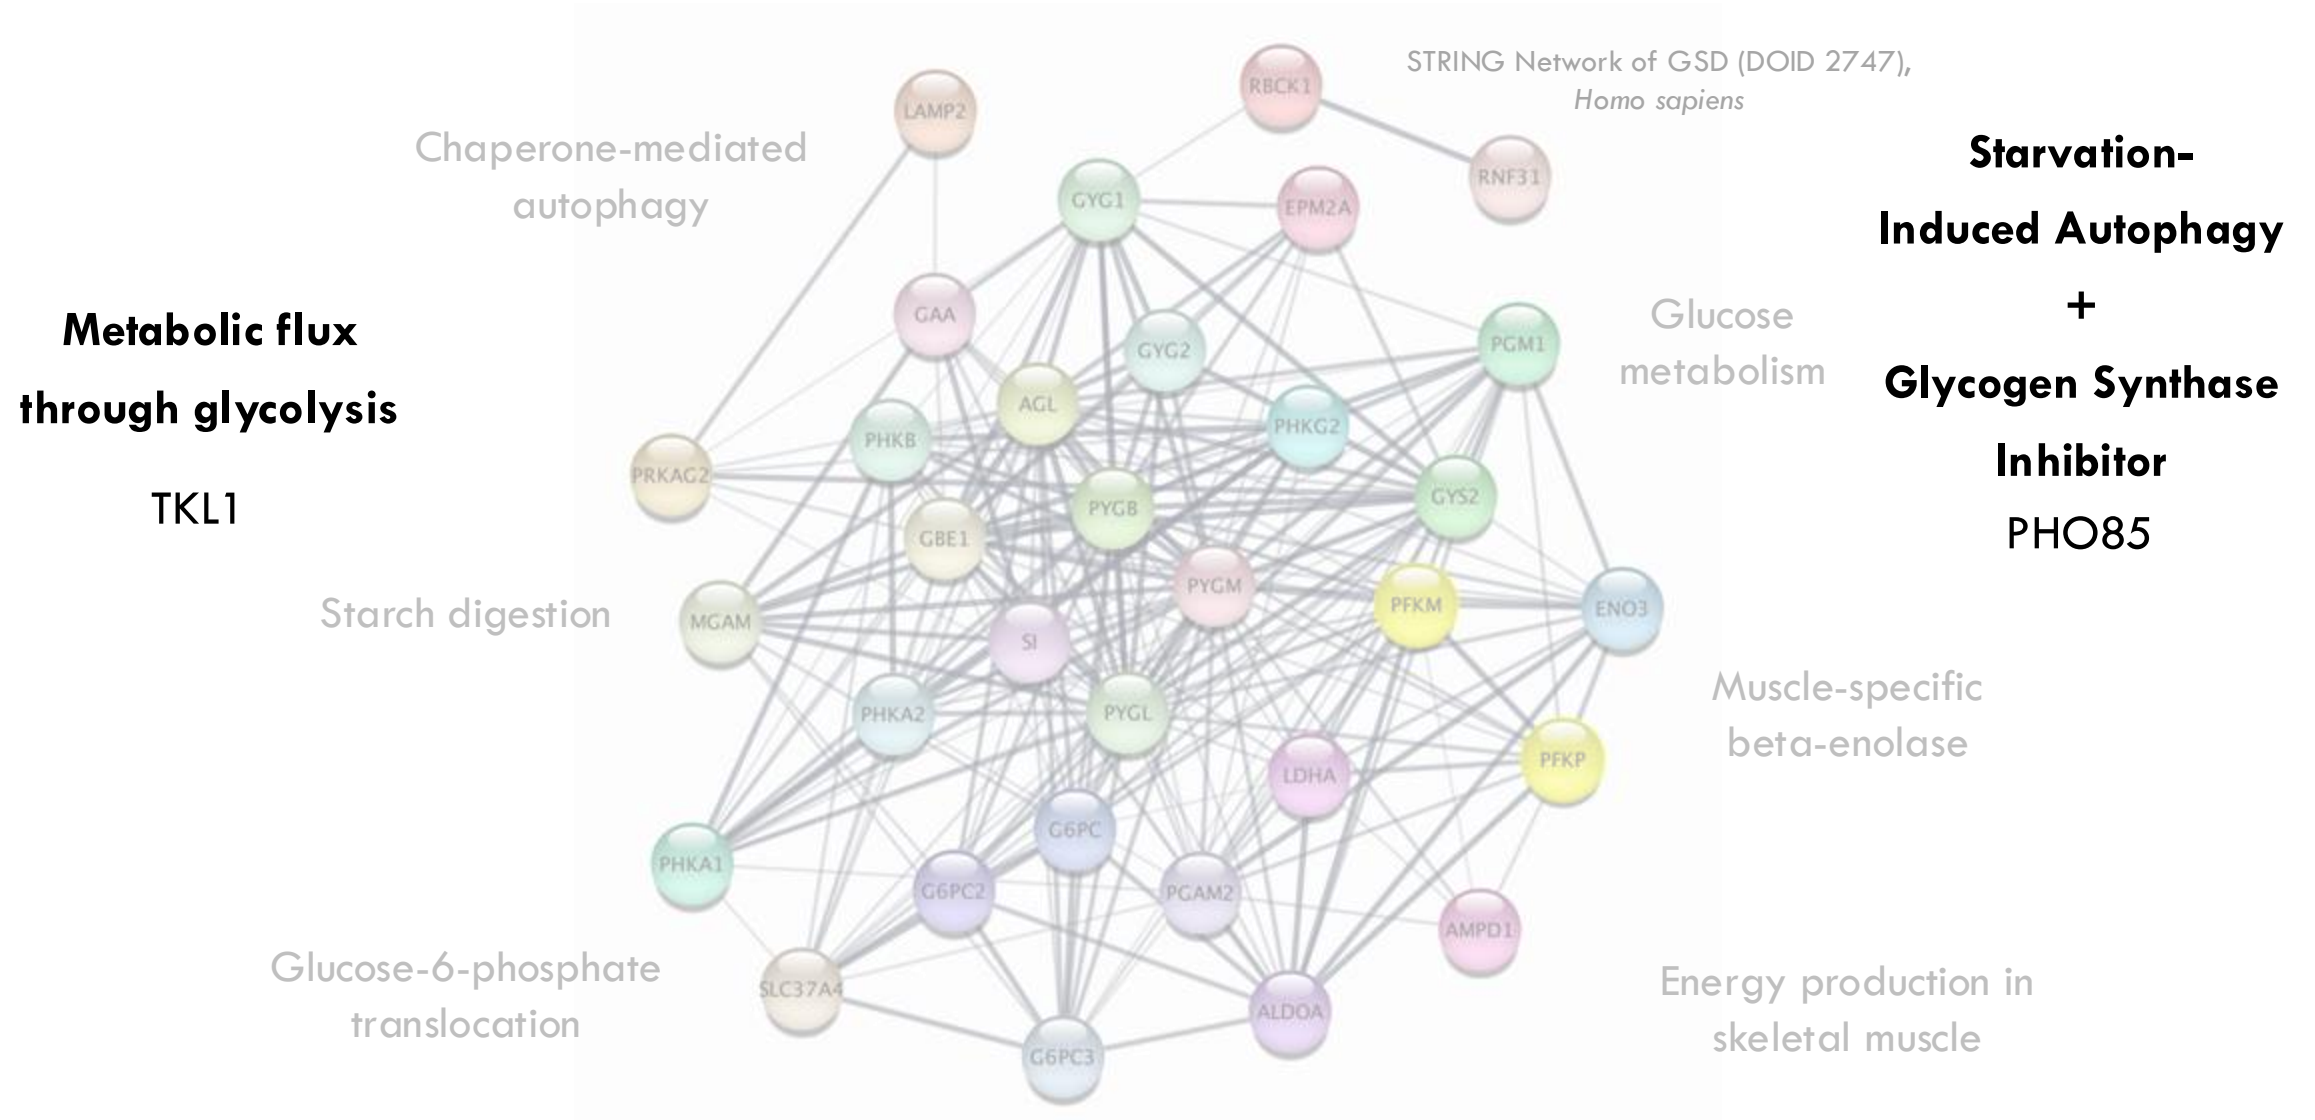 STRING Network of GSD (DOID 2747),
Homo sapiens
Chaperone-mediated
autophagy
Starvation-
Induced Autophagy
+
Glycogen Synthase
Inhibitor
PHO85
Metabolic flux
through glycolysis
TKL1
Glucose
metabolism
Starch digestion
Muscle-specific
beta-enolase
Glucose-6-phosphate
translocation
Energy production in
skeletal muscle
RBCK1
LAMP2
RNF31
GYG1
EPM2A
GAA
GYG2
PGM1
AGL
PHKG2
PHKB
PRKAG2
GYS2
PYGB
GBE1
PYGM
PFKM
ENO3
MGAM
SI
PHKA2
PYGL
PFKP
LDHA
G6PC
PHKA1
G6PC2
PGAM2
AMPD1
SLC37A4
ALDOA
G6PC3